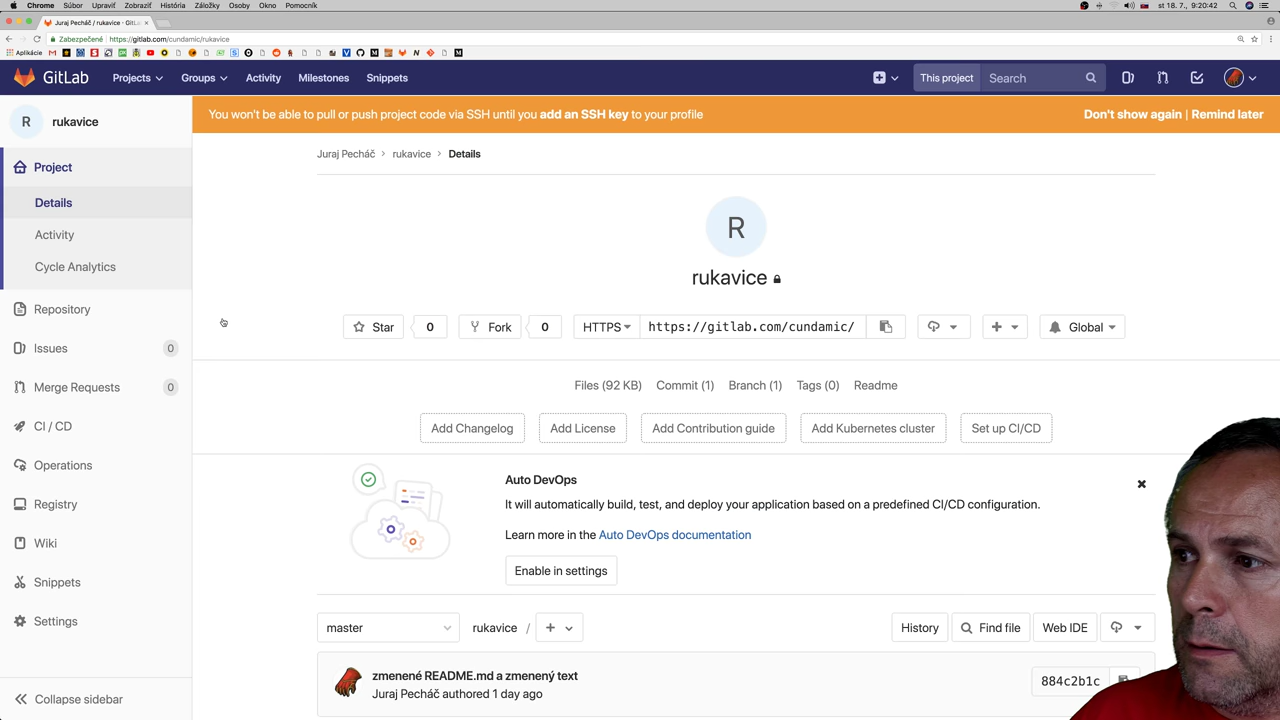 Chrome Súbor Upraviť Zobraziť História Záložky Osoby Okno Pomocník
st 18. 7., 9:20:42
Juraj Pecháč / rukavice · GitLab
Zabezpečené | https://gitlab.com/cundamic/rukavice
Aplikácie
GitLab Projects Groups Activity Milestones Snippets
This project Search
R rukavice
You won't be able to pull or push project code via SSH until you add an SSH key to your profile
Don't show again | Remind later
Juraj Pecháč > rukavice > Details
Project
Details
Activity
Cycle Analytics
Repository
Issues 0
Merge Requests 0
CI / CD
Operations
Registry
Wiki
Snippets
Settings
Collapse sidebar
R
rukavice
Star 0 Fork 0 HTTPS https://gitlab.com/cundamic/ Global
Files (92 KB) Commit (1) Branch (1) Tags (0) Readme
Add Changelog Add License Add Contribution guide Add Kubernetes cluster Set up CI/CD
Auto DevOps
It will automatically build, test, and deploy your application based on a predefined CI/CD configuration.
Learn more in the Auto DevOps documentation
Enable in settings
master rukavice / + History Find file Web IDE
zmenené README.md a zmenený text
Juraj Pecháč authored 1 day ago
884c2b1c